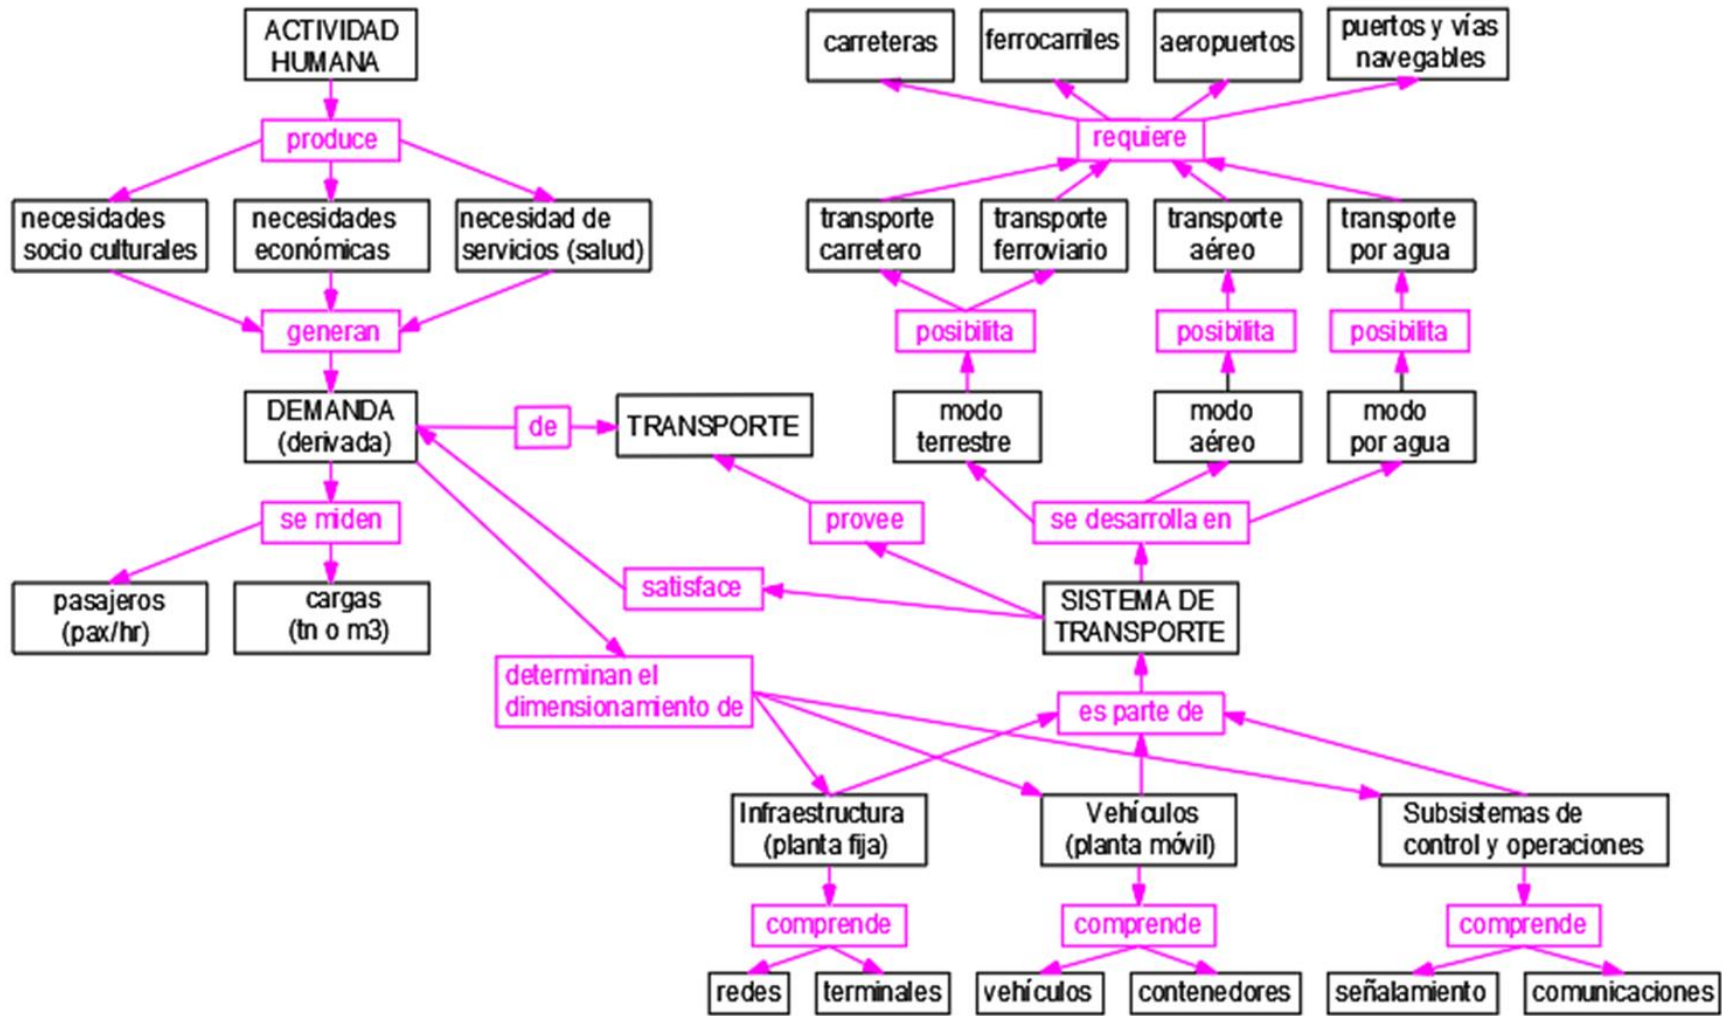 ACTIVIDAD
HUMANA
produce
necesidades
socio culturales
necesidades
económicas
necesidad de
servicios (salud)
generan
DEMANDA
(derivada)
de
TRANSPORTE
se miden
pasajeros
(pax/hr)
cargas
(tn o m3)
carreteras
ferrocarriles
aeropuertos
puertos y vías
navegables
requiere
transporte
carretero
transporte
ferroviario
transporte
aéreo
transporte
por agua
posibilita
posibilita
posibilita
modo
terrestre
modo
aéreo
modo
por agua
provee
se desarrolla en
satisface
SISTEMA DE
TRANSPORTE
determinan el
dimensionamiento de
es parte de
Infraestructura
(planta fija)
Vehículos
(planta móvil)
Subsistemas de
control y operaciones
comprende
comprende
comprende
redes
terminales
vehículos
contenedores
señalamiento
comunicaciones